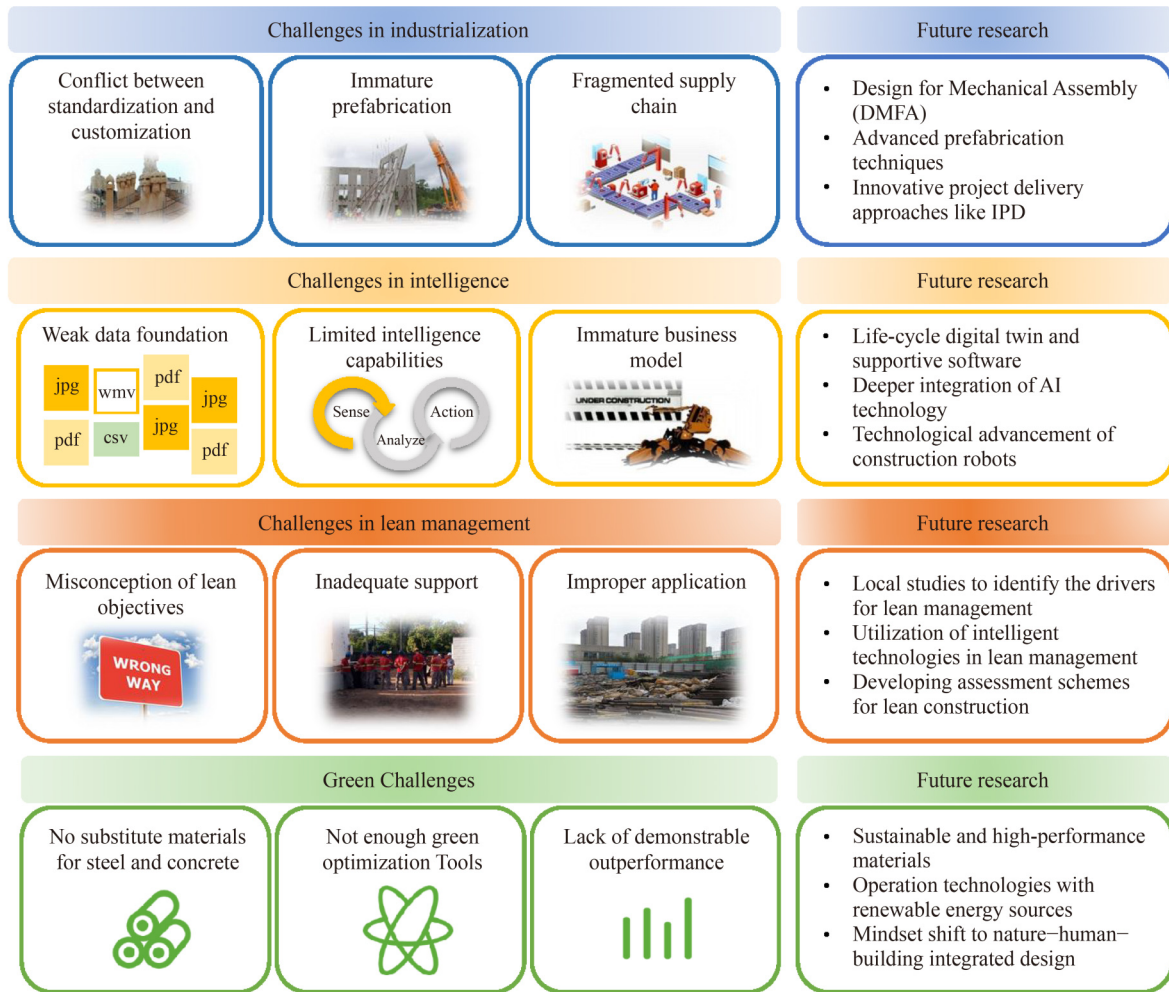 Challenges in industrialization
Future research
Conflict between
standardization and
customization
Immature
prefabrication
Fragmented supply
chain
• Design for Mechanical Assembly
(DMFA)
• Advanced prefabrication
techniques
• Innovative project delivery
approaches like IPD
Challenges in intelligence
Future research
Weak data foundation
jpg
wmv
pdf
jpg
pdf
csv
jpg
pdf
Limited intelligence
capabilities
Sense
Analyze
Action
Immature business
model
UNDER CONSTRUCTION
• Life-cycle digital twin and
supportive software
• Deeper integration of AI
technology
• Technological advancement of
construction robots
Challenges in lean management
Future research
Misconception of lean
objectives
WRONG
WAY
Inadequate support
Improper application
• Local studies to identify the drivers
for lean management
• Utilization of intelligent
technologies in lean management
• Developing assessment schemes
for lean construction
Green Challenges
Future research
No substitute materials
for steel and concrete
Not enough green
optimization Tools
Lack of demonstrable
outperformance
• Sustainable and high-performance
materials
• Operation technologies with
renewable energy sources
• Mindset shift to nature−human−
building integrated design